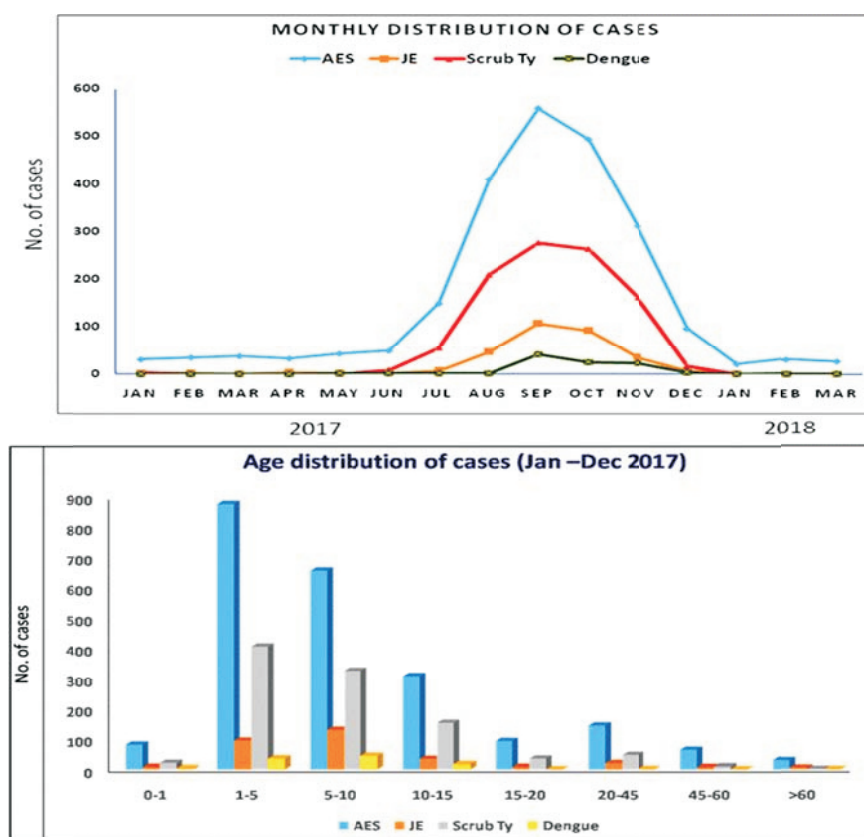 MONTHLY DISTRIBUTION OF CASES
AES JE Scrub Ty Dengue
No. of cases
600
500
400
300
200
100
0
JAN FEB MAR APR MAY JUN JUL AUG SEP OCT NOV DEC JAN FEB MAR
2017 2018
Age distribution of cases (Jan –Dec 2017)
No. of cases
900
800
700
600
500
400
300
200
100
0
0-1 1-5 5-10 10-15 15-20 20-45 45-60 >60
AES JE Scrub Ty Dengue